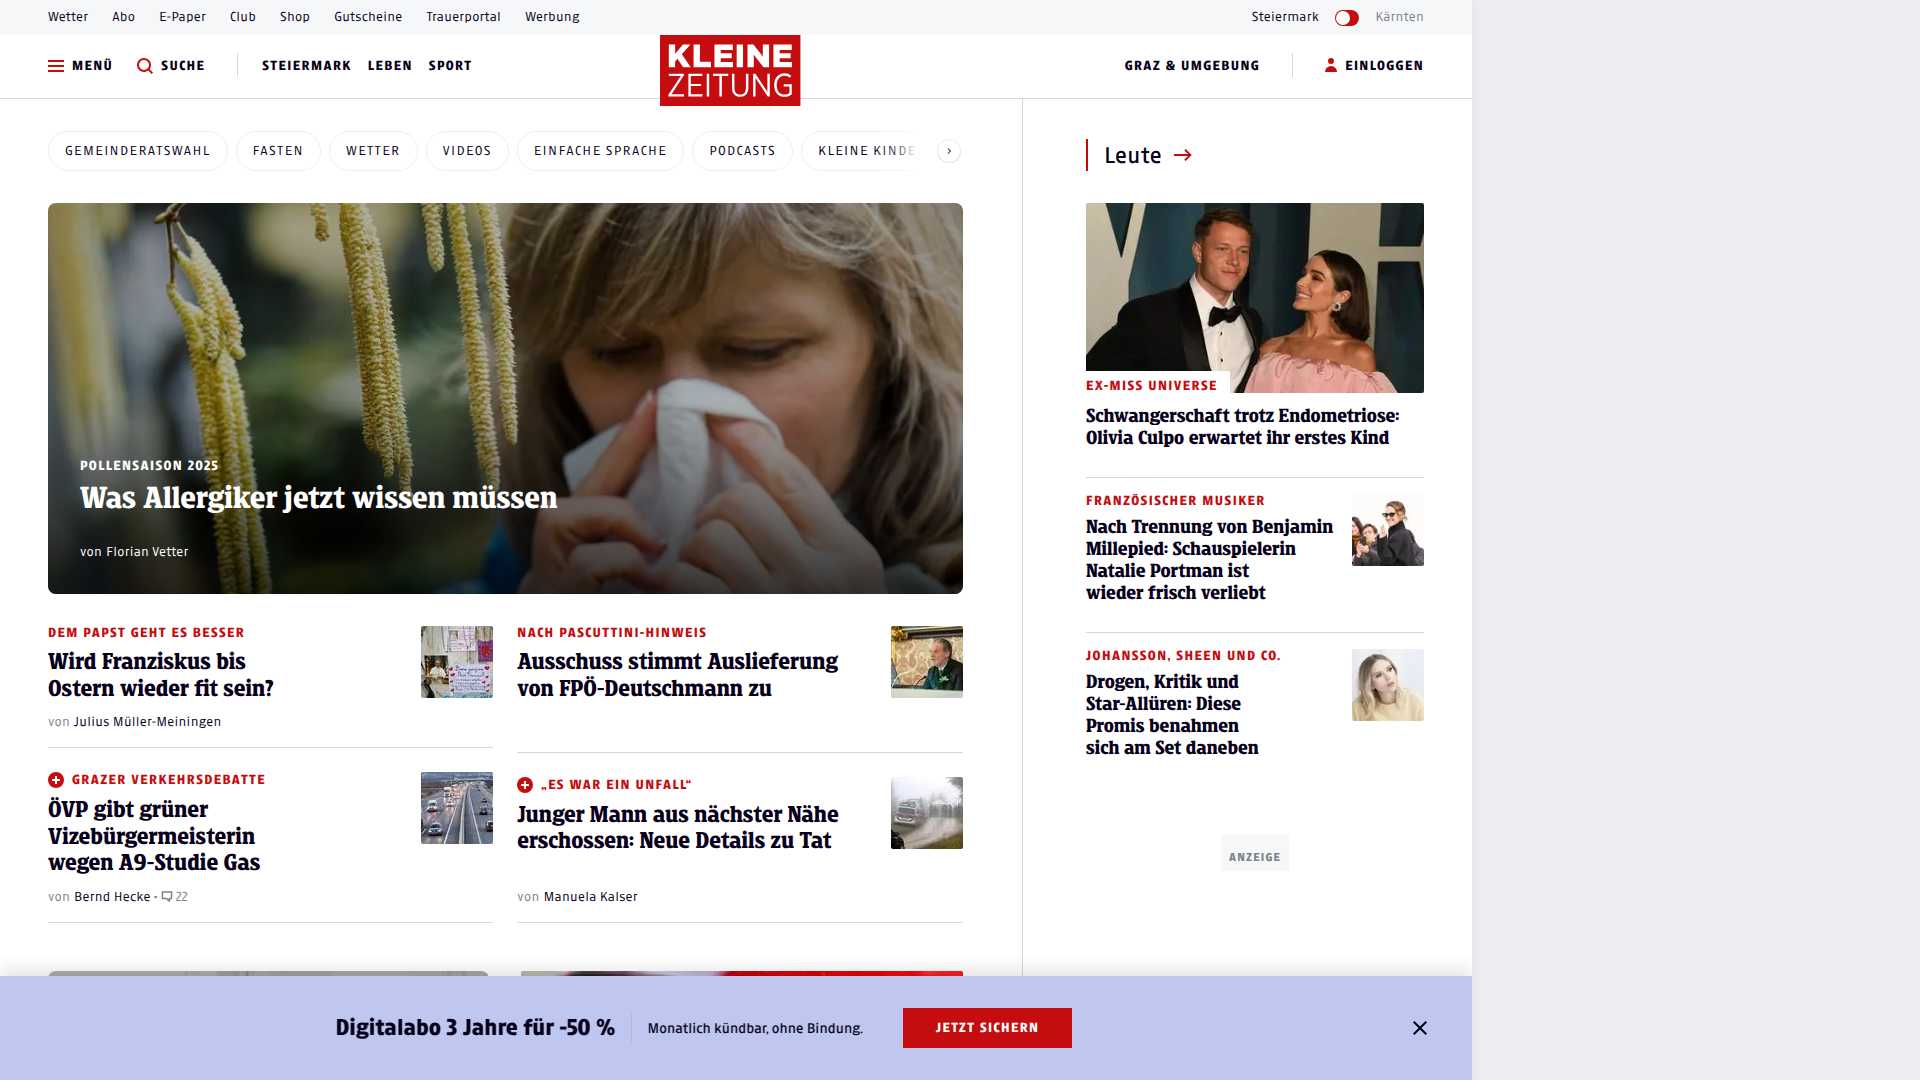 Wetter Abo E-Paper Club Shop Gutscheine Trauerportal Werbung Steiermark Kärnten
MENÜ SUCHE STEIERMARK LEBEN SPORT KLEINE ZEITUNG GRAZ & UMGEBUNG EINLOGGEN
GEMEINDERATSWAHL FASTEN WETTER VIDEOS EINFACHE SPRACHE PODCASTS KLEINE KINDE
POLLENSAISON 2025
Was Allergiker jetzt wissen müssen
von Florian Vetter
DEM PAPST GEHT ES BESSER
Wird Franziskus bis
Ostern wieder fit sein?
von Julius Müller-Meiningen
NACH PASCUTTINI-HINWEIS
Ausschuss stimmt Auslieferung
von FPÖ-Deutschmann zu
GRAZER VERKEHRSDEBATTE
ÖVP gibt grüner
Vizebürgermeisterin
wegen A9-Studie Gas
von Bernd Hecke • 22
„ES WAR EIN UNFALL“
Junger Mann aus nächster Nähe
erschossen: Neue Details zu Tat
von Manuela Kalser
Leute
EX-MISS UNIVERSE
Schwangerschaft trotz Endometriose:
Olivia Culpo erwartet ihr erstes Kind
FRANZÖSISCHER MUSIKER
Nach Trennung von Benjamin
Millepied: Schauspielerin
Natalie Portman ist
wieder frisch verliebt
JOHANSSON, SHEEN UND CO.
Drogen, Kritik und
Star-Allüren: Diese
Promis benahmen
sich am Set daneben
ANZEIGE
Digitalabo 3 Jahre für -50 % Monatlich kündbar, ohne Bindung. JETZT SICHERN